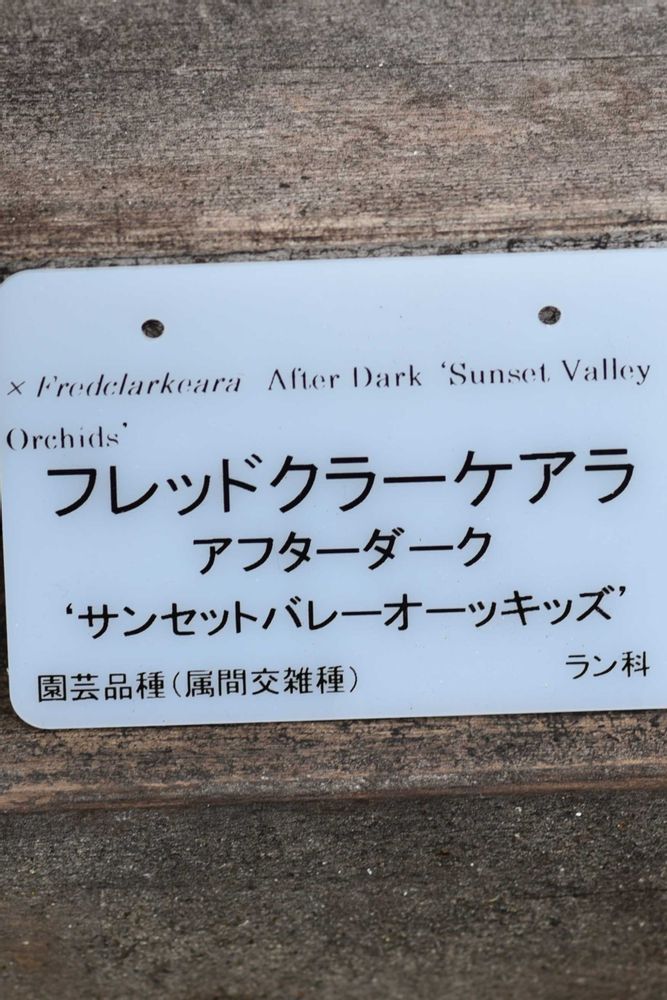 × Fredclarkeara After Dark ‘Sunset Valley
Orchids’
フレッドクラーケアラ
アフターダーク
‘サンセットバレーオーッキッズ’
園芸品種（属間交雑種）
ラン科